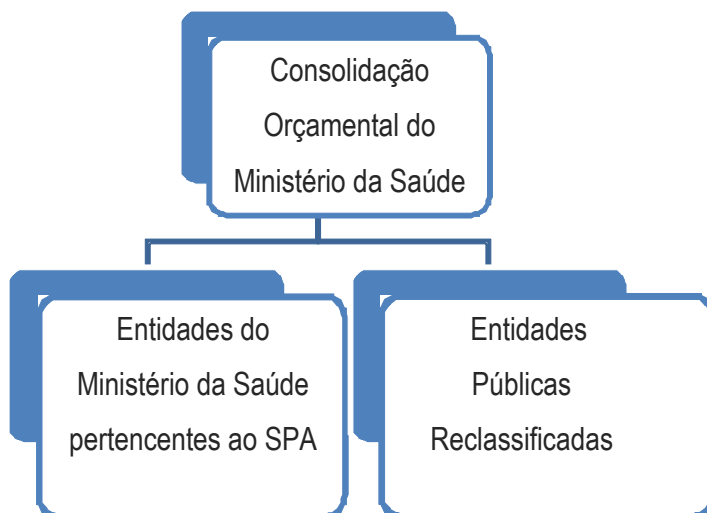 Consolidação
Orçamental do
Ministério da Saúde
Entidades do
Ministério da Saúde
pertencentes ao SPA
Entidades
Públicas
Reclassificadas